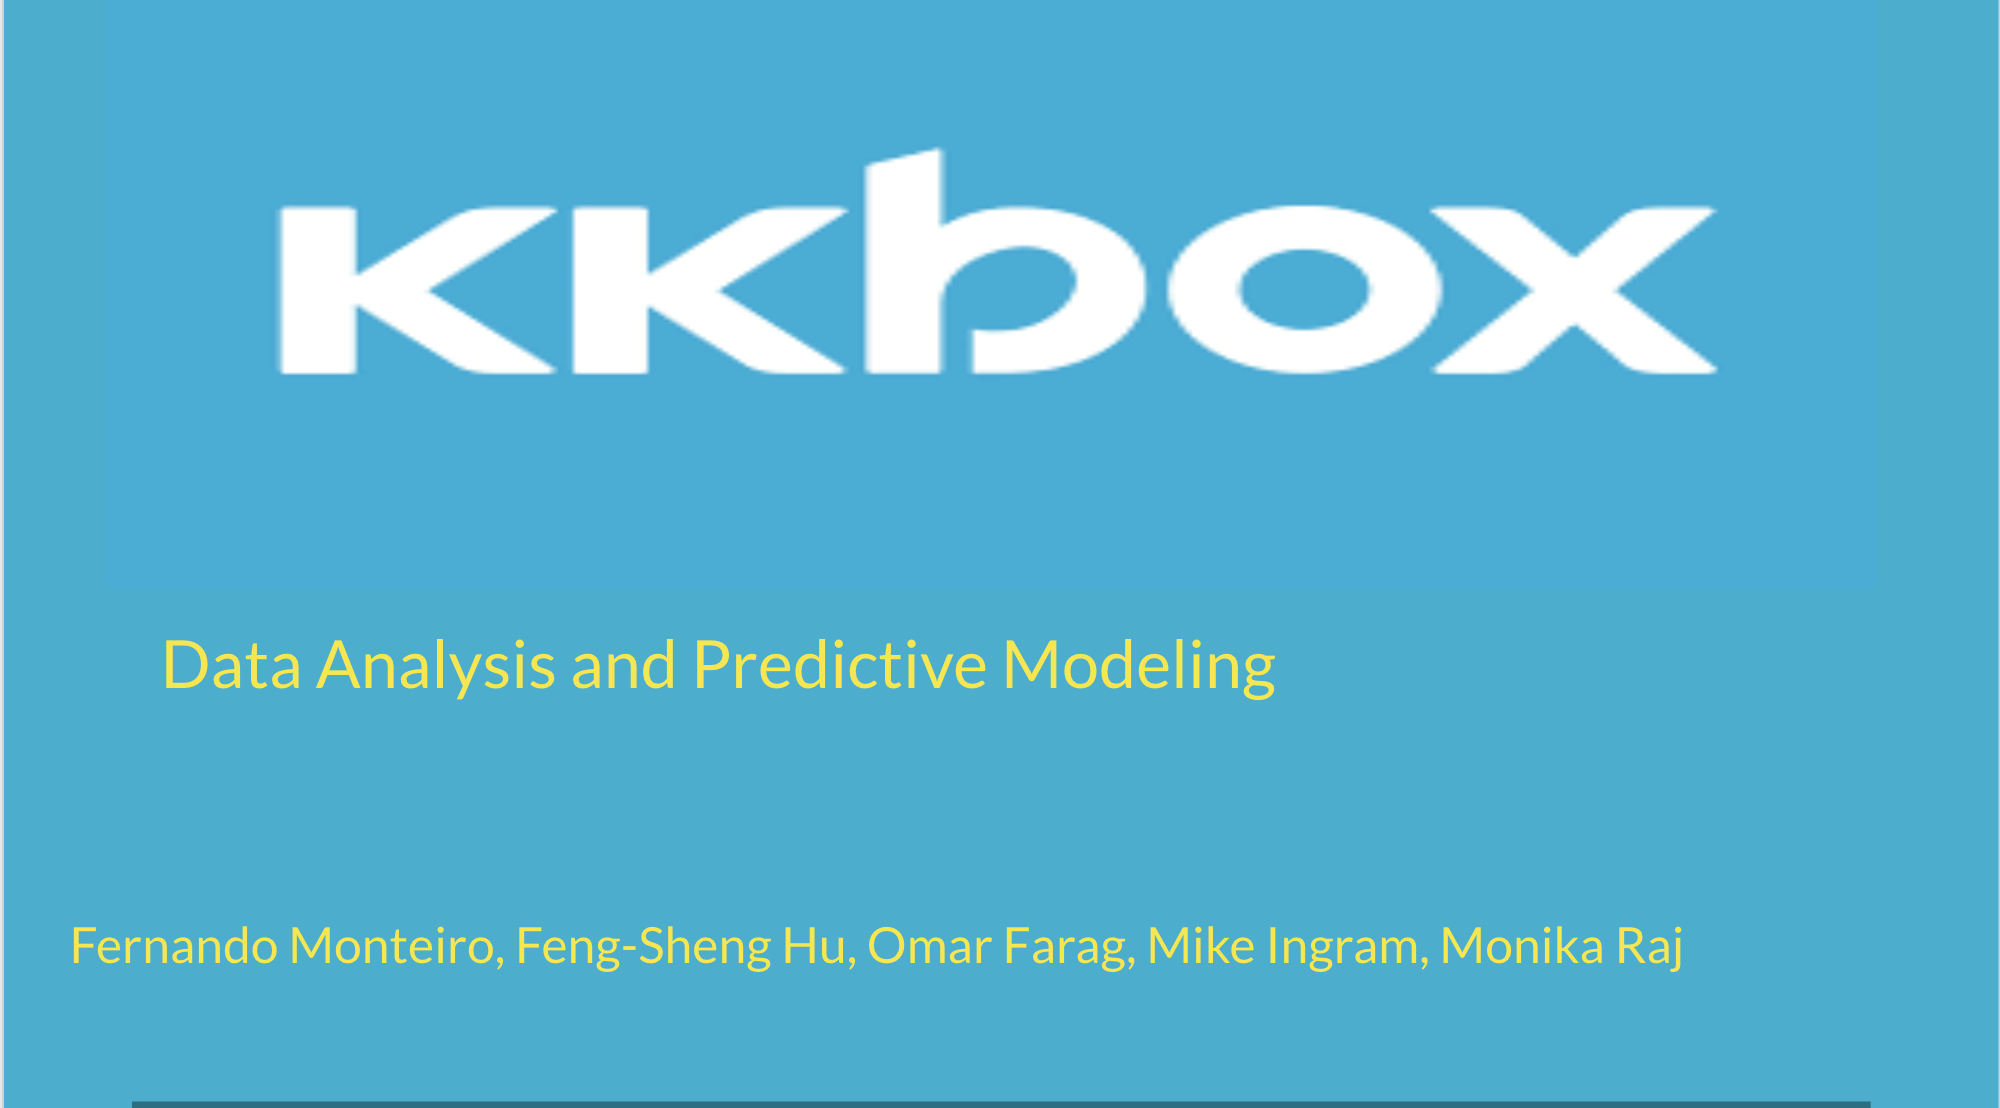 KKbox
Data Analysis and Predictive Modeling
Fernando Monteiro, Feng-Sheng Hu, Omar Farag, Mike Ingram, Monika Raj